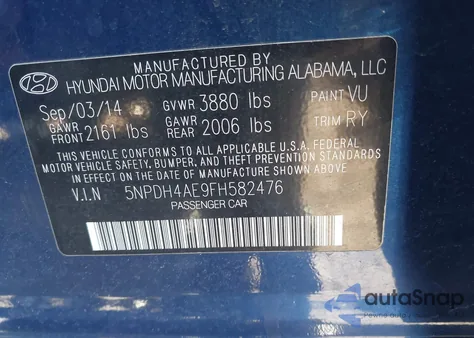 MANUFACTURED BY
HYUNDAI MOTOR MANUFACTURING ALABAMA, LLC
Sep/03/14 GVWR 3880 lbs PAINT VU
GAWR FRONT 2161 lbs GAWR REAR 2006 lbs TRIM RY
THIS VEHICLE CONFORMS TO ALL APPLICABLE U.S.A. FEDERAL
MOTOR VEHICLE SAFETY, BUMPER, AND THEFT PREVENTION
STANDARDS IN EFFECT ON THE DATE OF MANUFACTURE SHOWN ABOVE.
V.I.N 5NPDH4AE9FH582476
PASSENGER CAR
autoSnap